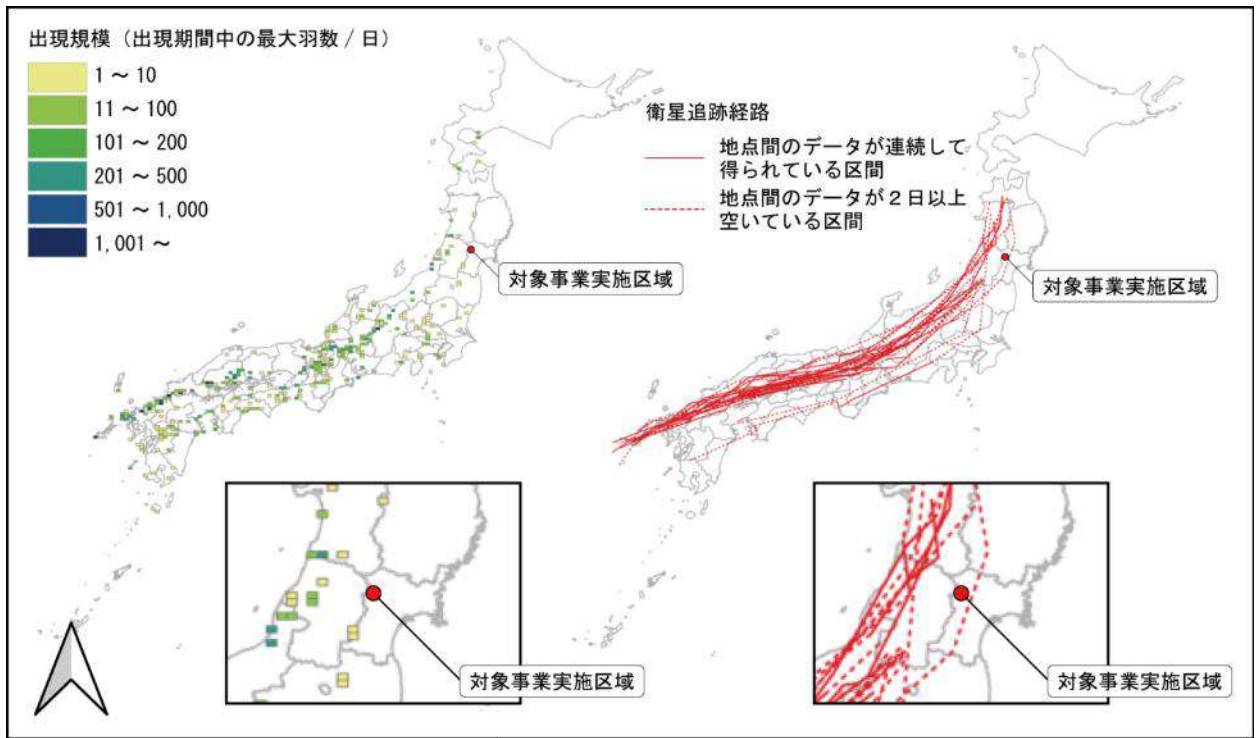 出現規模（出現期間中の最大羽数 / 日）
1 ～ 10
11 ～ 100
101 ～ 200
201 ～ 500
501 ～ 1,000
1,001 ～
対象事業実施区域
対象事業実施区域
衛星追跡経路
地点間のデータが連続して
得られている区間
地点間のデータが２日以上
空いている区間
対象事業実施区域
対象事業実施区域